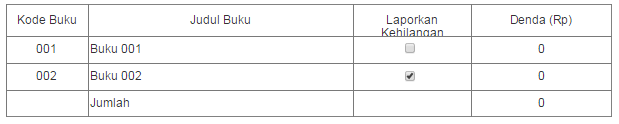 Kode Buku Judul Buku Laporkan Denda (Rp)
Kehilangan
001 Buku 001 0
002 Buku 002 0
Jumlah 0